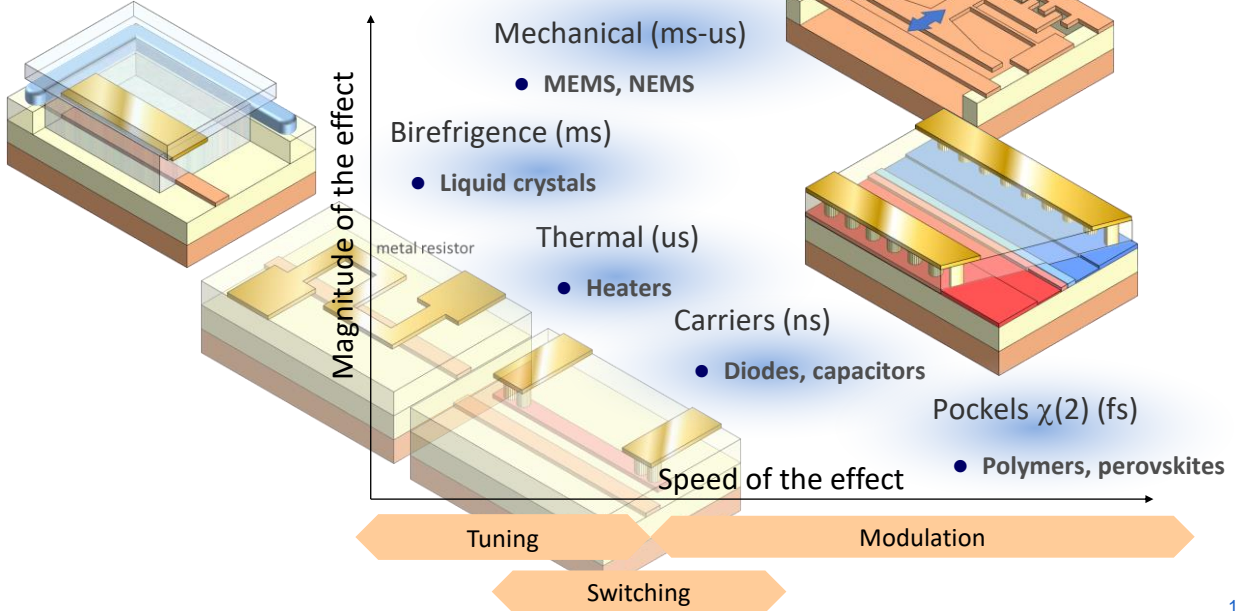 Mechanical (ms-us)
● MEMS, NEMS
Birefrigence (ms)
● Liquid crystals
Magnitude of the effect
metal resistor
Thermal (us)
● Heaters
Carriers (ns)
● Diodes, capacitors
Pockels χ(2) (fs)
● Polymers, perovskites
Speed of the effect
Tuning
Modulation
Switching
1